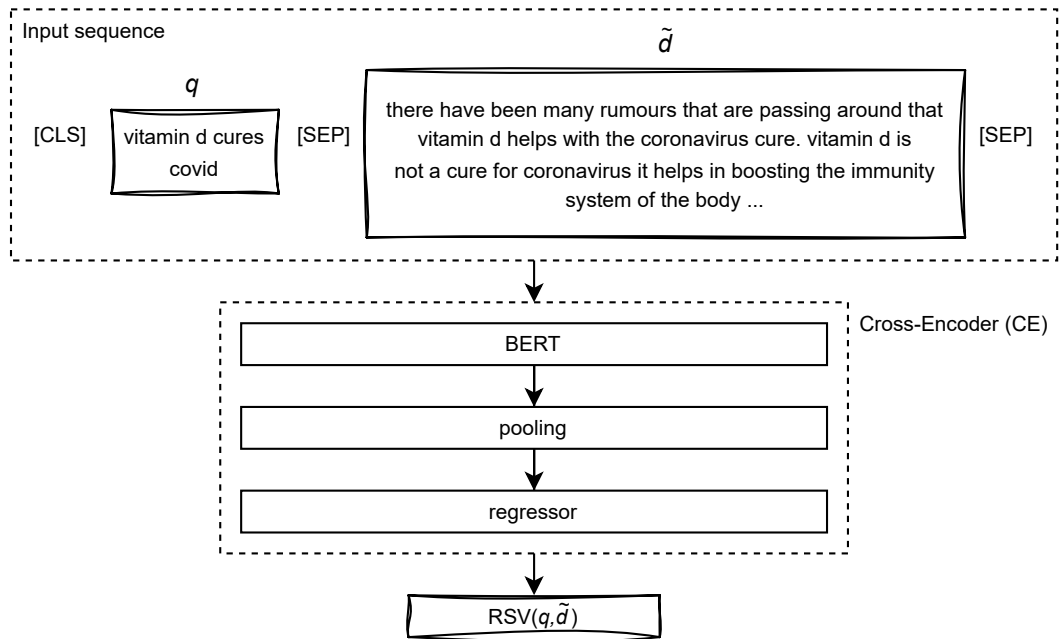 Input sequence
q
d̃
[CLS]
vitamin d cures
covid
[SEP]
there have been many rumours that are passing around that
vitamin d helps with the coronavirus cure. vitamin d is
not a cure for coronavirus it helps in boosting the immunity
system of the body ...
[SEP]
Cross-Encoder (CE)
BERT
pooling
regressor
RSV(q,d̃)